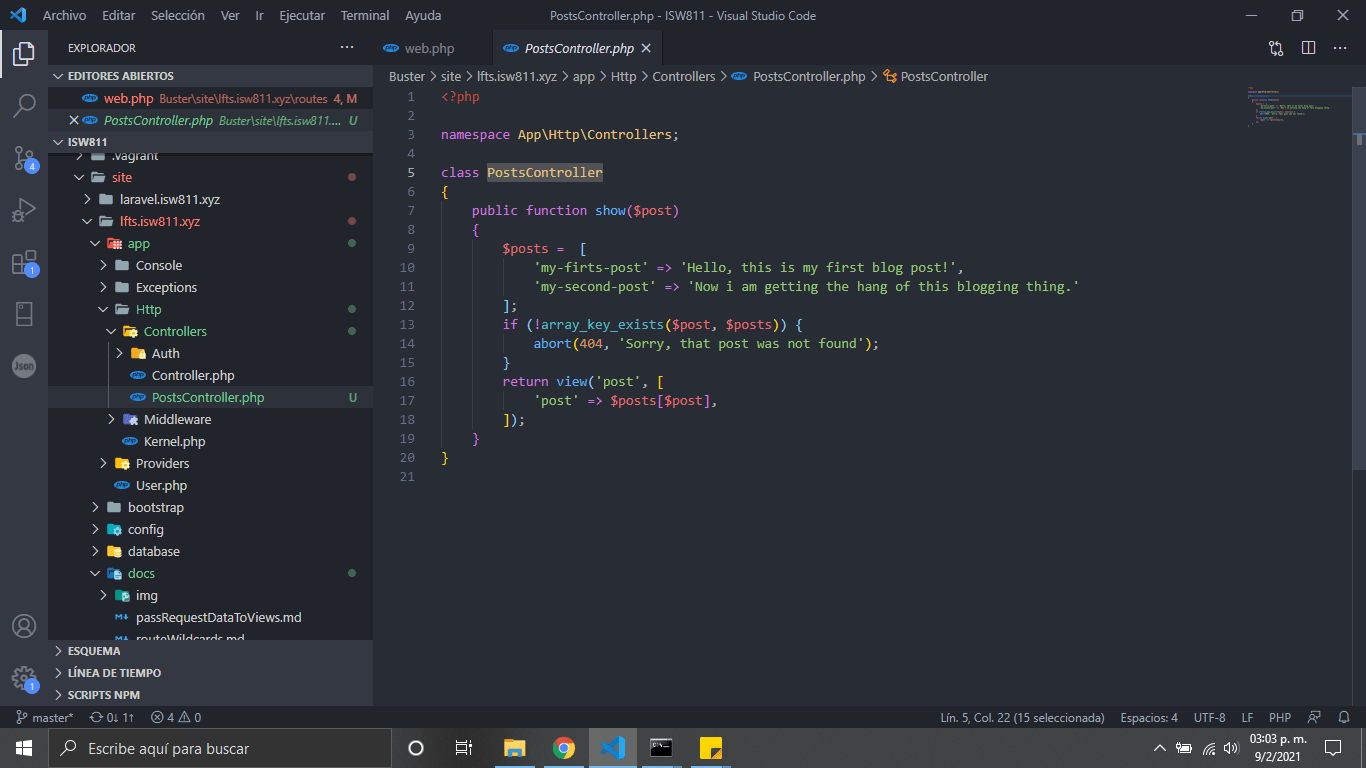 Archivo Editar Selección Ver Ir Ejecutar Terminal Ayuda PostsController.php - ISW811 - Visual Studio Code
EXPLORADOR
EDITORES ABIERTOS
web.php Buster\site\lfts.isw811.xyz\routes 4, M
PostsController.php Buster\site\lfts.isw811.... U
ISW811
.vagrant
site
laravel.isw811.xyz
lfts.isw811.xyz
app
Console
Exceptions
Http
Controllers
Auth
Controller.php
PostsController.php U
Middleware
Kernel.php
Providers
User.php
bootstrap
config
database
docs
img
passRequestDataToViews.md
routeWildcards.md
ESQUEMA
LÍNEA DE TIEMPO
SCRIPTS NPM
4
1
Json
1
web.php PostsController.php
Buster > site > lfts.isw811.xyz > app > Http > Controllers > PostsController.php > PostsController
1 <?php
2
3 namespace App\Http\Controllers;
4
5 class PostsController
6 {
7 public function show($post)
8 {
9 $posts = [
10 'my-firts-post' => 'Hello, this is my first blog post!',
11 'my-second-post' => 'Now i am getting the hang of this blogging thing.'
12 ];
13 if (!array_key_exists($post, $posts)) {
14 abort(404, 'Sorry, that post was not found');
15 }
16 return view('post', [
17 'post' => $posts[$post],
18 ]);
19 }
20 }
21
master* 0↓ 1↑ 4 0 Lín. 5, Col. 22 (15 seleccionada) Espacios: 4 UTF-8 LF PHP
Escribe aquí para buscar
03:03 p. m.
9/2/2021